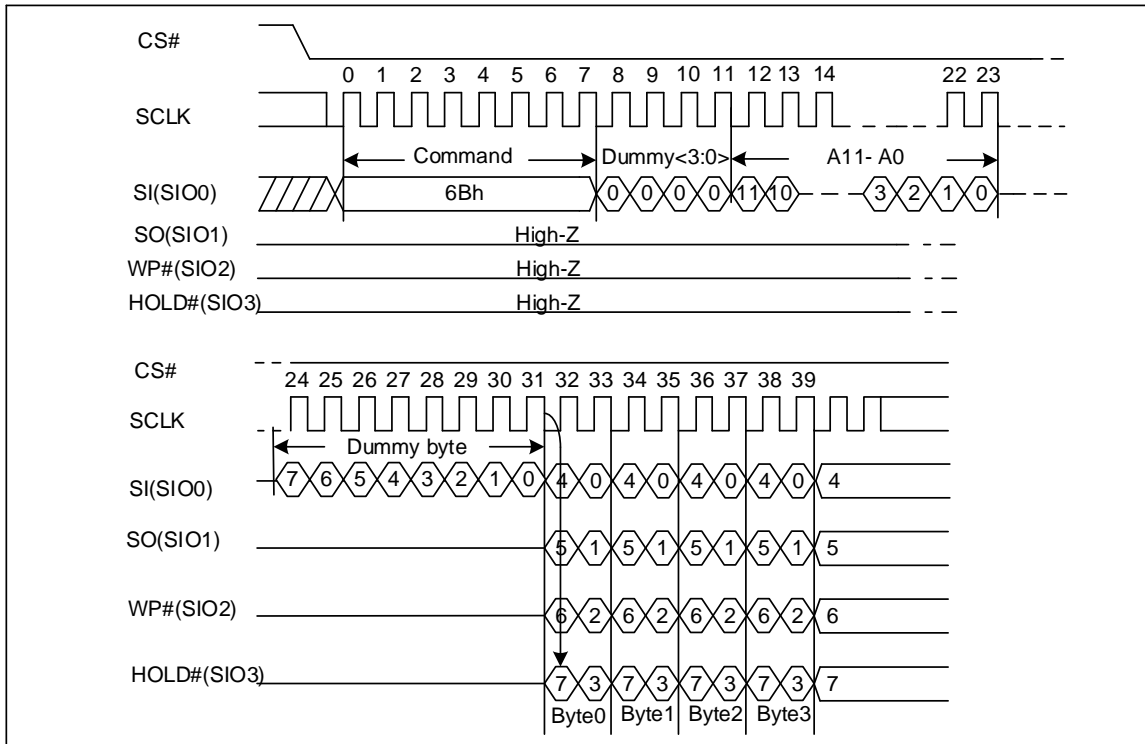 CS#
0 1 2 3 4 5 6 7 8 9 10 11 12 13 14 22 23
SCLK
Command Dummy<3:0> A11- A0
SI(SIO0) 6Bh 0 0 0 0 11 10 3 2 1 0
SO(SIO1) High-Z
WP#(SIO2) High-Z
HOLD#(SIO3) High-Z
CS#
24 25 26 27 28 29 30 31 32 33 34 35 36 37 38 39
SCLK
Dummy byte
SI(SIO0) 7 6 5 4 3 2 1 0 4 0 4 0 4 0 4 0 4
SO(SIO1) 5 1 5 1 5 1 5 1 5
WP#(SIO2) 6 2 6 2 6 2 6 2 6
HOLD#(SIO3) 7 3 7 3 7 3 7 3 7
Byte0 Byte1 Byte2 Byte3